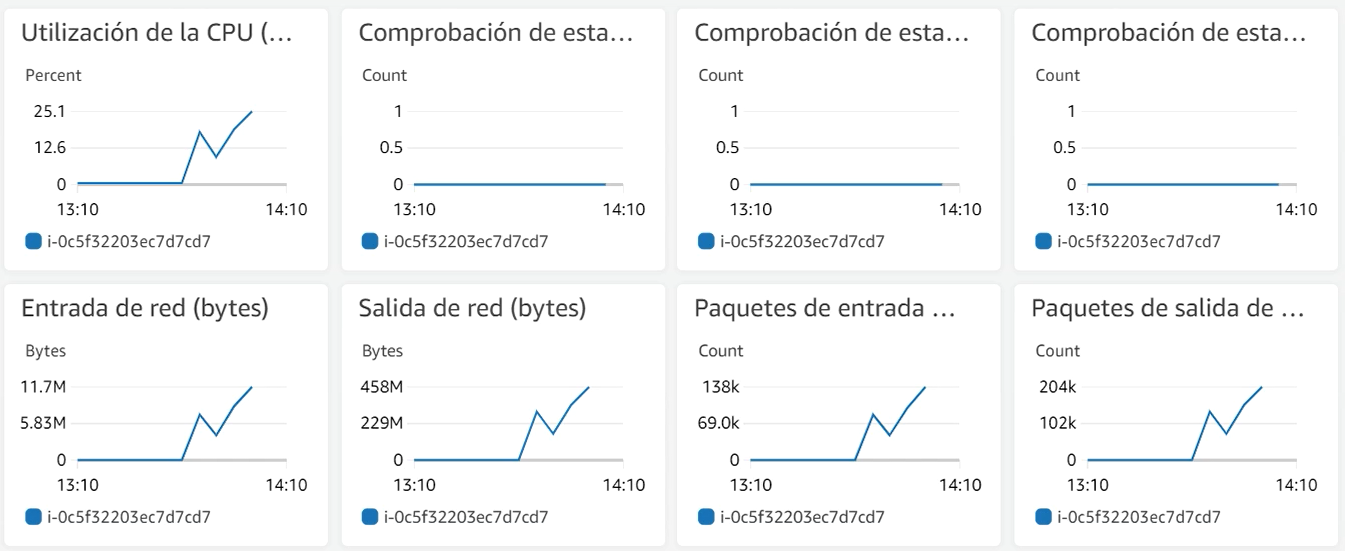 Utilización de la CPU (...
Percent
25.1
12.6
0
13:10
14:10
i-0c5f32203ec7d7cd7
Comprobación de esta...
Count
1
0.5
0
13:10
14:10
i-0c5f32203ec7d7cd7
Comprobación de esta...
Count
1
0.5
0
13:10
14:10
i-0c5f32203ec7d7cd7
Comprobación de esta...
Count
1
0.5
0
13:10
14:10
i-0c5f32203ec7d7cd7
Entrada de red (bytes)
Bytes
11.7M
5.83M
0
13:10
14:10
i-0c5f32203ec7d7cd7
Salida de red (bytes)
Bytes
458M
229M
0
13:10
14:10
i-0c5f32203ec7d7cd7
Paquetes de entrada ...
Count
138k
69.0k
0
13:10
14:10
i-0c5f32203ec7d7cd7
Paquetes de salida de ...
Count
204k
102k
0
13:10
14:10
i-0c5f32203ec7d7cd7